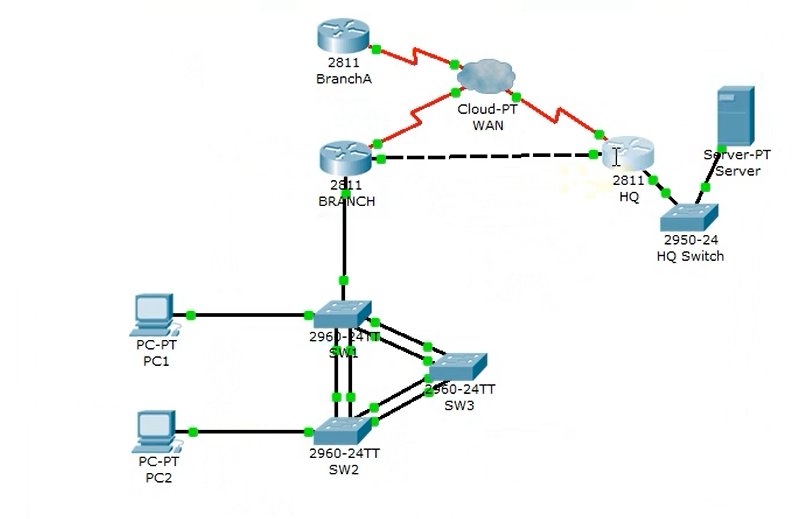 2811
BranchA
Cloud-PT
WAN
Server-PT
Server
2811
BRANCH
2811
HQ
2950-24
HQ Switch
PC-PT
PC1
2960-24TT
SW1
2960-24TT
SW3
PC-PT
PC2
2960-24TT
SW2